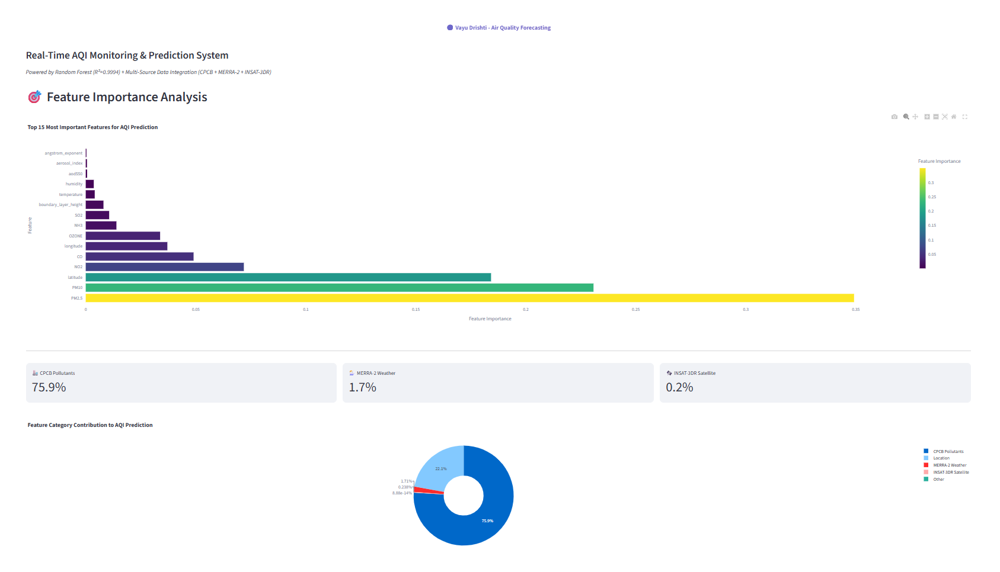 Vayu Drishti - Air Quality Forecasting
Real-Time AQI Monitoring & Prediction System
Powered by Random Forest (R²=0.9994) + Multi-Source Data Integration (CPCB + MERRA-2 + INSAT-3DR)
🎯 Feature Importance Analysis
Top 15 Most Important Features for AQI Prediction
Feature
angstrom_exponent
aerosol_index
aod550
humidity
temperature
boundary_layer_height
SO2
NH3
OZONE
longitude
CO
NO2
latitude
PM10
PM2.5
0 0.05 0.1 0.15 0.2 0.25 0.3 0.35
Feature Importance
Feature Importance
0.3
0.25
0.2
0.15
0.1
0.05
CPCB Pollutants
75.9%
MERRA-2 Weather
1.7%
INSAT-3DR Satellite
0.2%
Feature Category Contribution to AQI Prediction
22.1%
1.71%
0.238%
8.88e-14%
75.9%
CPCB Pollutants
Location
MERRA-2 Weather
INSAT-3DR Satellite
Other